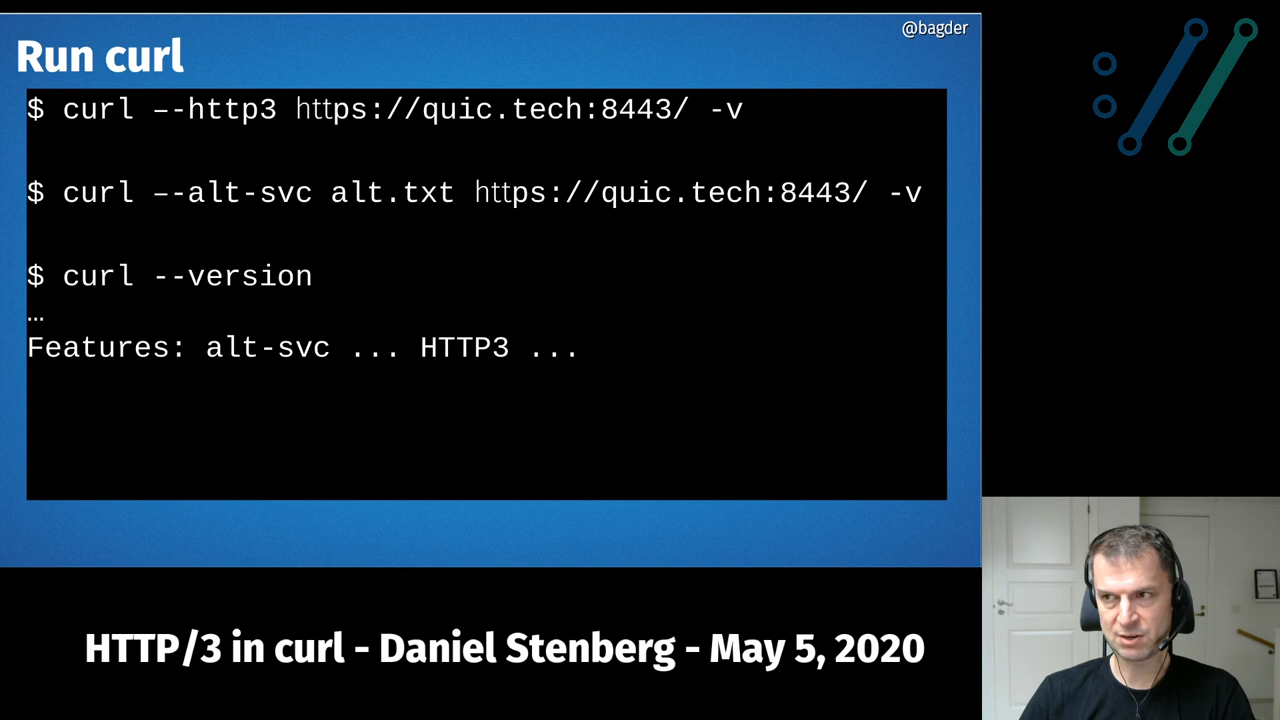 @bagder
Run curl
$ curl –-http3 https://quic.tech:8443/ -v
$ curl –-alt-svc alt.txt https://quic.tech:8443/ -v
$ curl --version
…
Features: alt-svc ... HTTP3 ...
HTTP/3 in curl - Daniel Stenberg - May 5, 2020